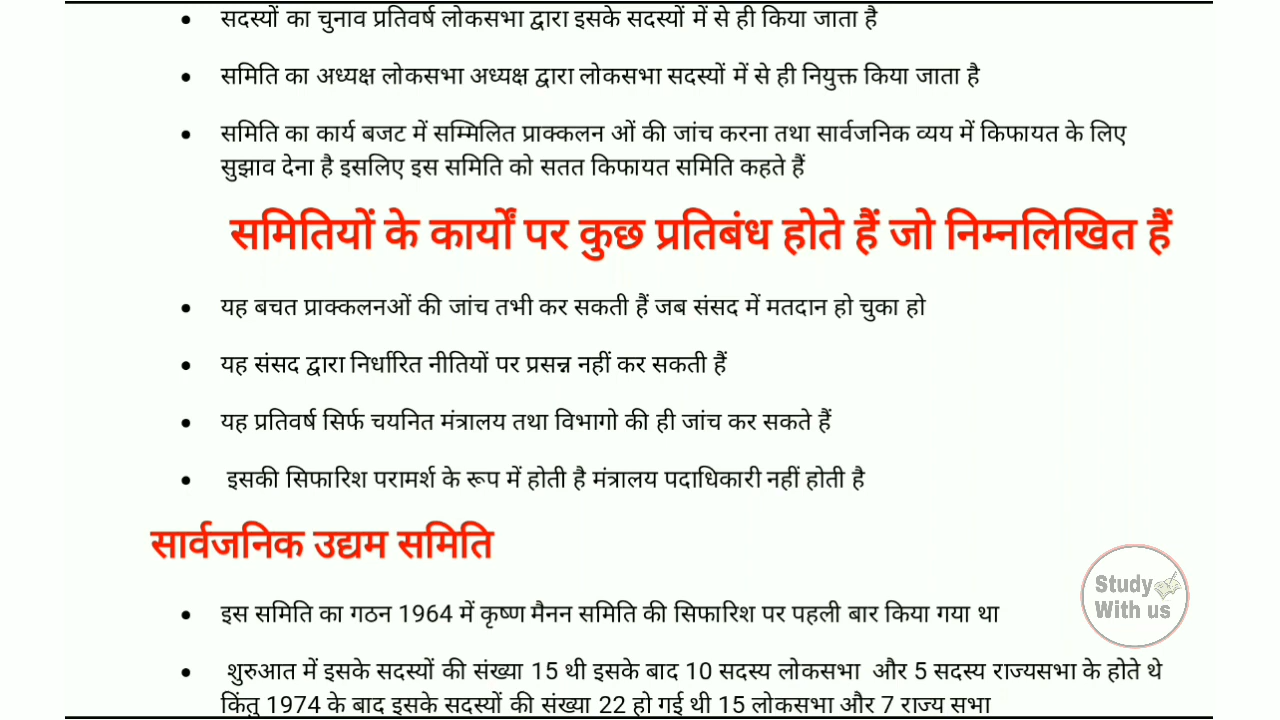 • सदस्यों का चुनाव प्रतिवर्ष लोकसभा द्वारा इसके सदस्यों में से ही किया जाता है
• समिति का अध्यक्ष लोकसभा अध्यक्ष द्वारा लोकसभा सदस्यों में से ही नियुक्त किया जाता है
• समिति का कार्य बजट में सम्मिलित प्राक्कलन ओं की जांच करना तथा सार्वजनिक व्यय में किफायत के लिए
सुझाव देना है इसलिए इस समिति को सतत किफायत समिति कहते हैं
समितियों के कार्यों पर कुछ प्रतिबंध होते हैं जो निम्नलिखित हैं
• यह बचत प्राक्कलनओं की जांच तभी कर सकती हैं जब संसद में मतदान हो चुका हो
• यह संसद द्वारा निर्धारित नीतियों पर प्रसन्न नहीं कर सकती हैं
• यह प्रतिवर्ष सिर्फ चयनित मंत्रालय तथा विभागो की ही जांच कर सकते हैं
• इसकी सिफारिश परामर्श के रूप में होती है मंत्रालय पदाधिकारी नहीं होती है
सार्वजनिक उद्यम समिति
• इस समिति का गठन 1964 में कृष्ण मैनन समिति की सिफारिश पर पहली बार किया गया था
• शुरुआत में इसके सदस्यों की संख्या 15 थी इसके बाद 10 सदस्य लोकसभा और 5 सदस्य राज्यसभा के होते थे
किंतु 1974 के बाद इसके सदस्यों की संख्या 22 हो गई थी 15 लोकसभा और 7 राज्य सभा
Study
With us